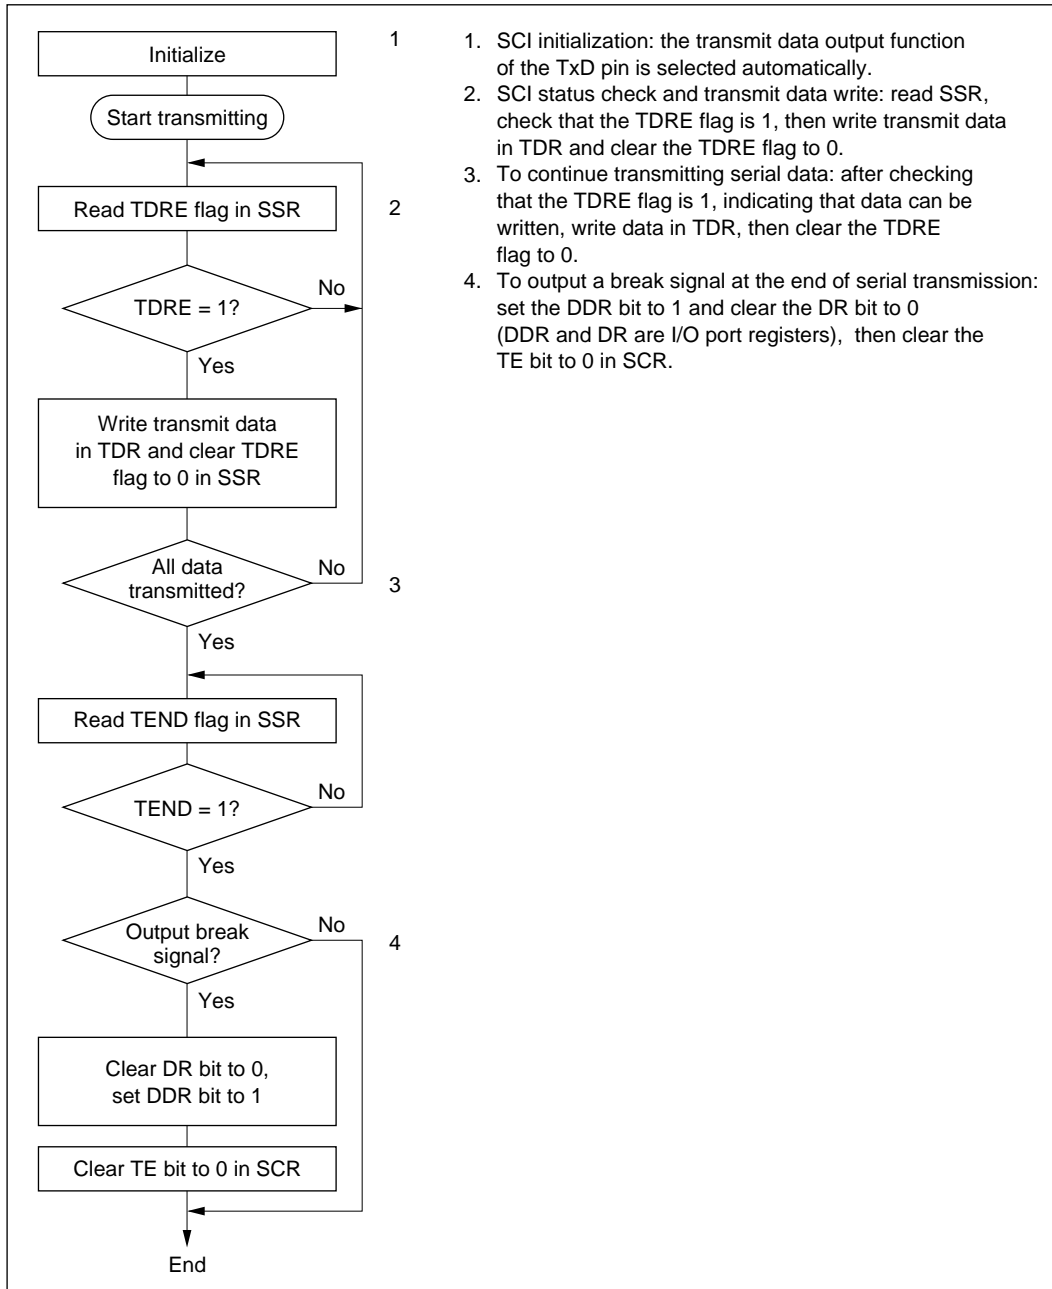 Initialize
1
Start transmitting
Read TDRE flag in SSR
2
TDRE = 1?
No
Yes
Write transmit data
in TDR and clear TDRE
flag to 0 in SSR
All data
transmitted?
No
3
Yes
Read TEND flag in SSR
TEND = 1?
No
Yes
Output break
signal?
No
4
Yes
Clear DR bit to 0,
set DDR bit to 1
Clear TE bit to 0 in SCR
End
1. SCI initialization: the transmit data output function
of the TxD pin is selected automatically.
2. SCI status check and transmit data write: read SSR,
check that the TDRE flag is 1, then write transmit data
in TDR and clear the TDRE flag to 0.
3. To continue transmitting serial data: after checking
that the TDRE flag is 1, indicating that data can be
written, write data in TDR, then clear the TDRE
flag to 0.
4. To output a break signal at the end of serial transmission:
set the DDR bit to 1 and clear the DR bit to 0
(DDR and DR are I/O port registers), then clear the
TE bit to 0 in SCR.